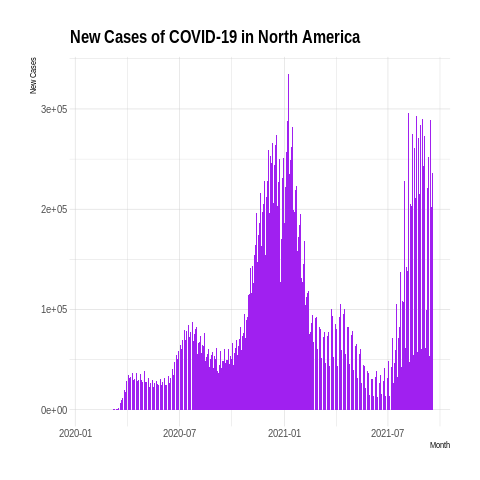 New Cases of COVID-19 in North America
New Cases
3e+05
2e+05
1e+05
0e+00
2020-01 2020-07 2021-01 2021-07
Month